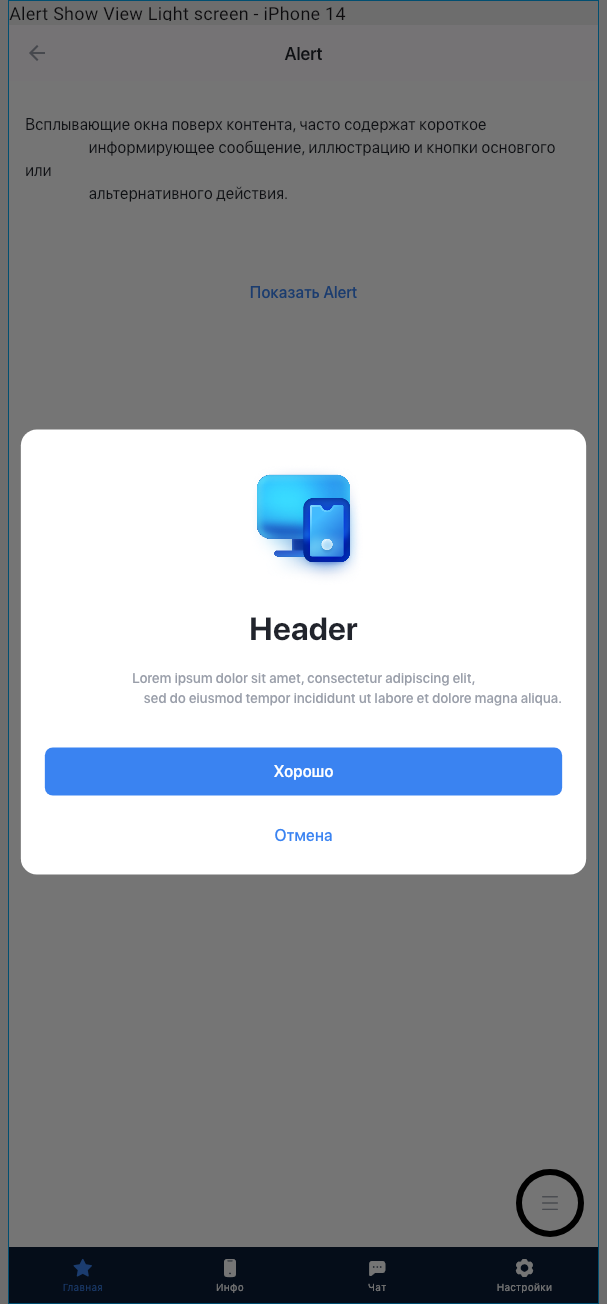 Alert Show View Light screen - iPhone 14
Alert
Всплывающие окна поверх контента, часто содержат короткое
информирующее сообщение, иллюстрацию и кнопки основгого
или
альтернативного действия.
Показать Alert
Header
Lorem ipsum dolor sit amet, consectetur adipiscing elit,
sed do eiusmod tempor incididunt ut labore et dolore magna aliqua.
Хорошо
Отмена
Главная Инфо Чат Настройки